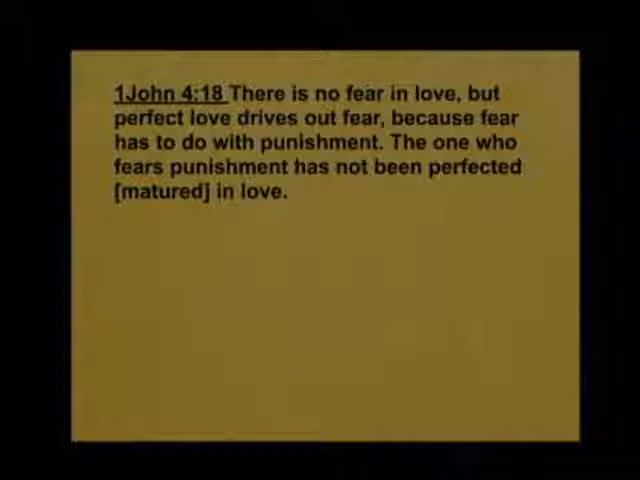 1John 4:18 There is no fear in love, but
perfect love drives out fear, because fear
has to do with punishment. The one who
fears punishment has not been perfected
[matured] in love.